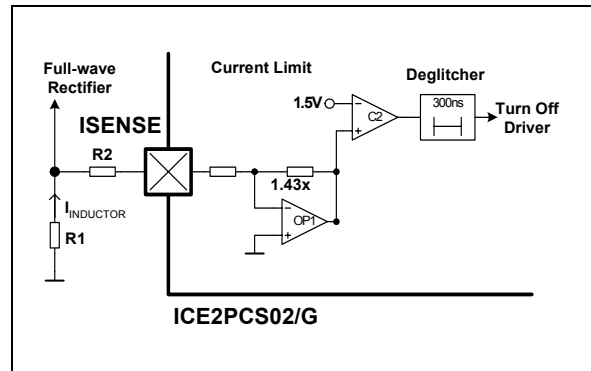 Full-wave
Rectifier
Current Limit
Deglitcher
ISENSE
1.5V
C2
300ns
Turn Off
Driver
R2
1.43x
I_INDUCTOR
R1
OP1
ICE2PCS02/G